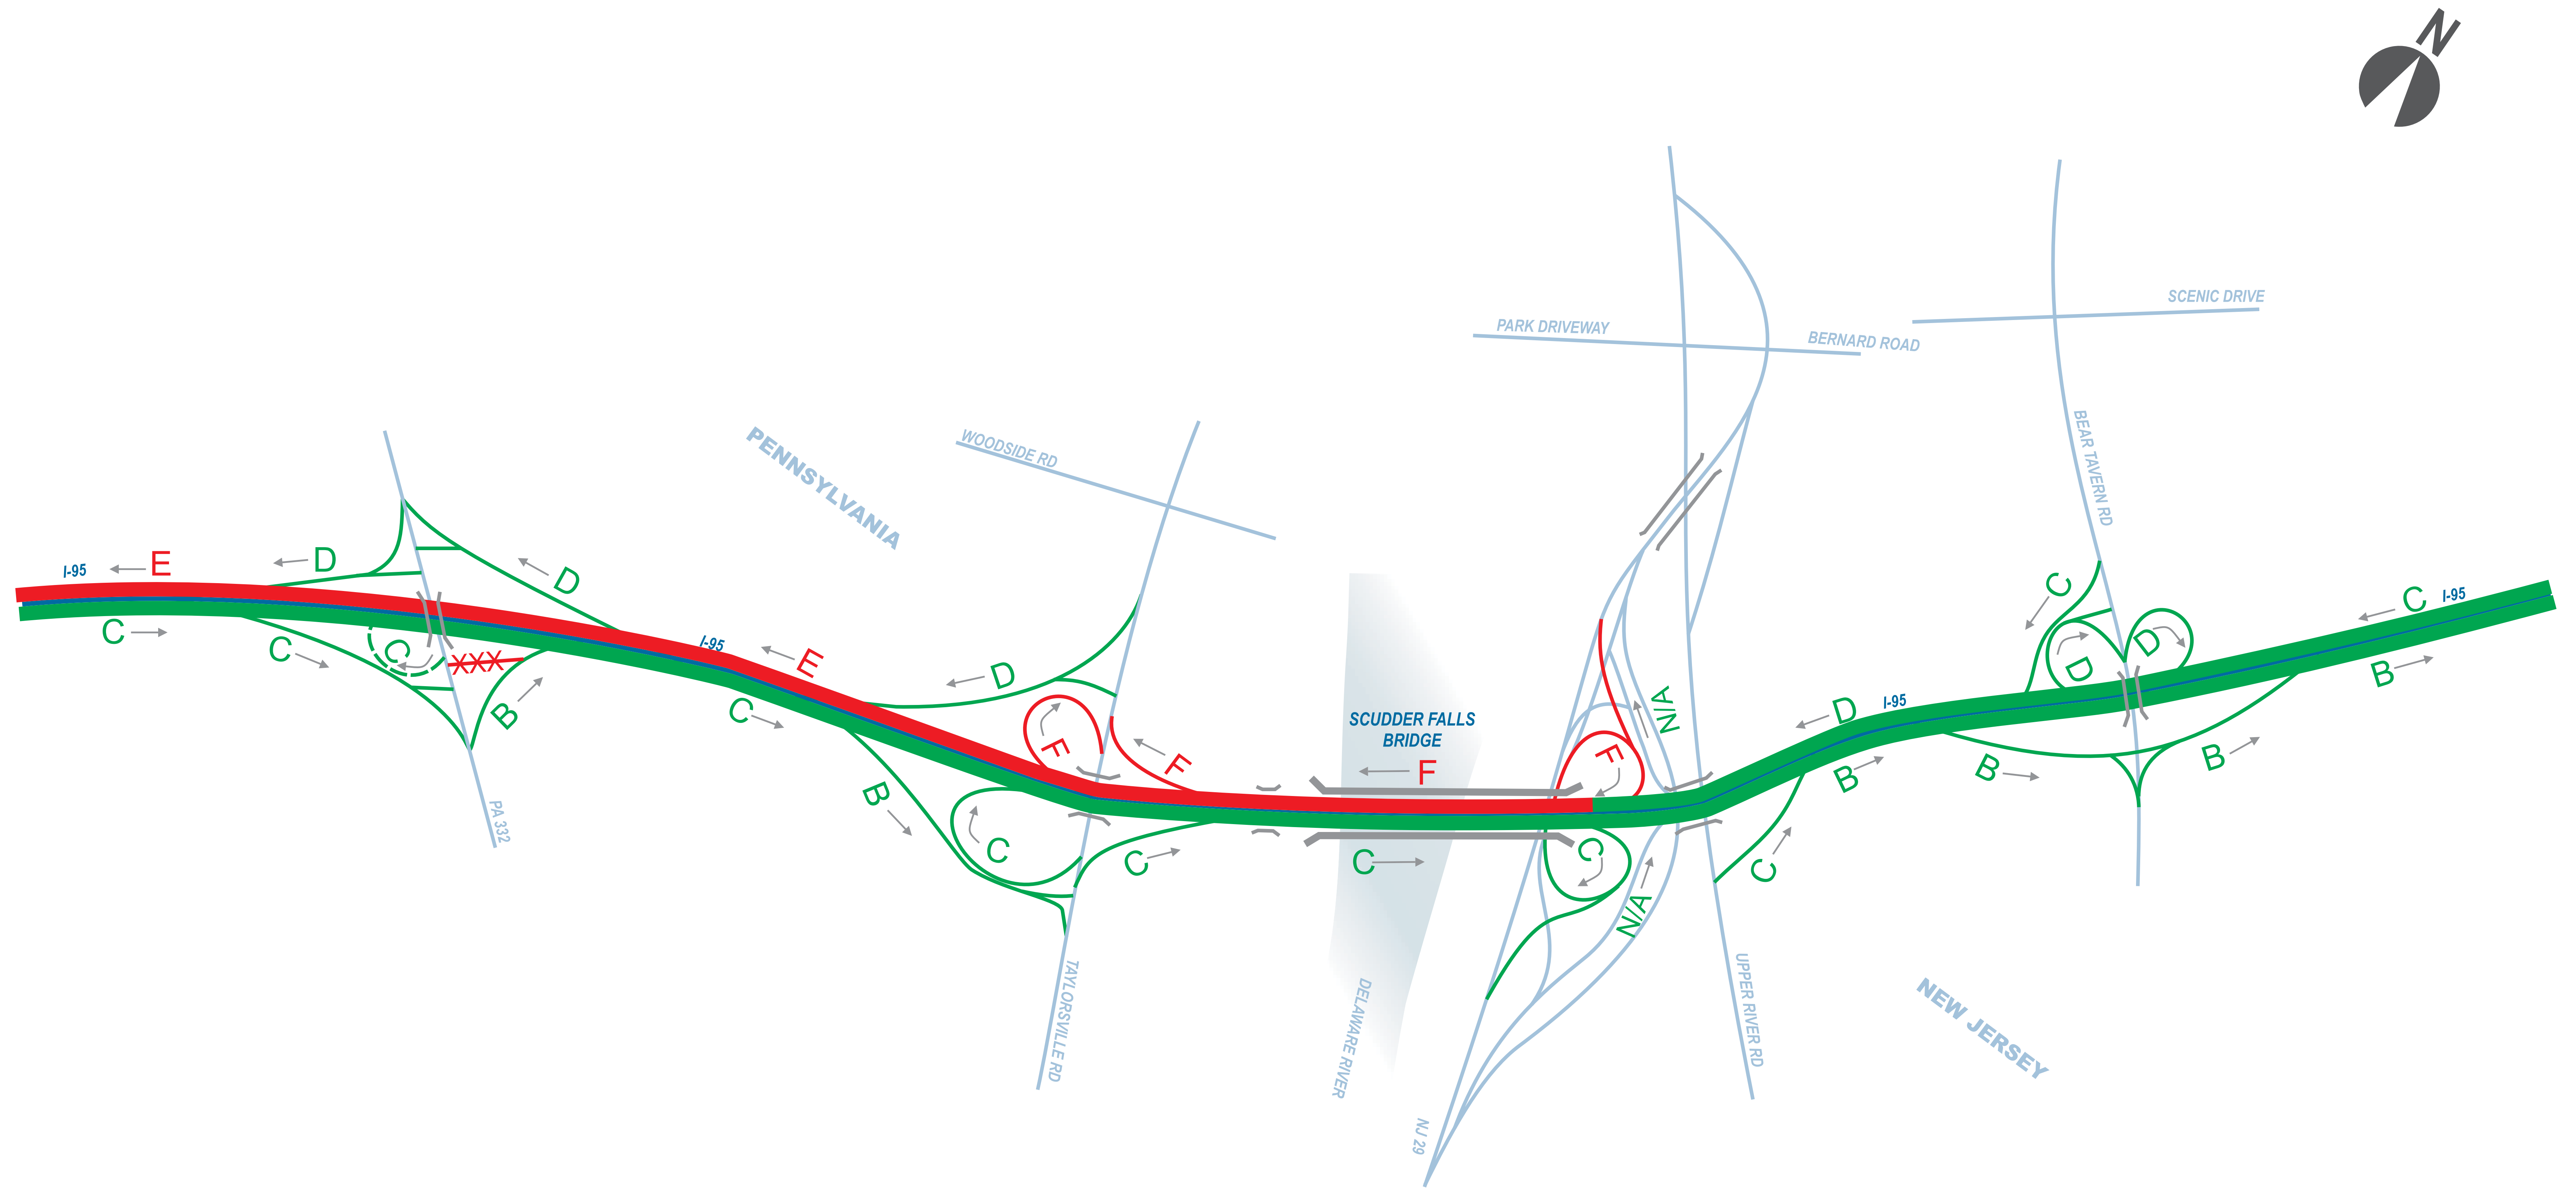 N
SCENIC DRIVE
PARK DRIVEWAY
BERNARD ROAD
PENNSYLVANIA
WOODSIDE RD
BEAR TAVERN RD
I-95
E
D
D
C
C
C
XXX
B
PA 332
I-95
E
C
D
B
F
F
C
C
TAYLORSVILLE RD
SCUDDER FALLS
BRIDGE
F
C
DELAWARE RIVER
F
N/A
C
N/A
NJ 29
C
UPPER RIVER RD
D
I-95
B
B
C
D
D
C
I-95
B
B
NEW JERSEY